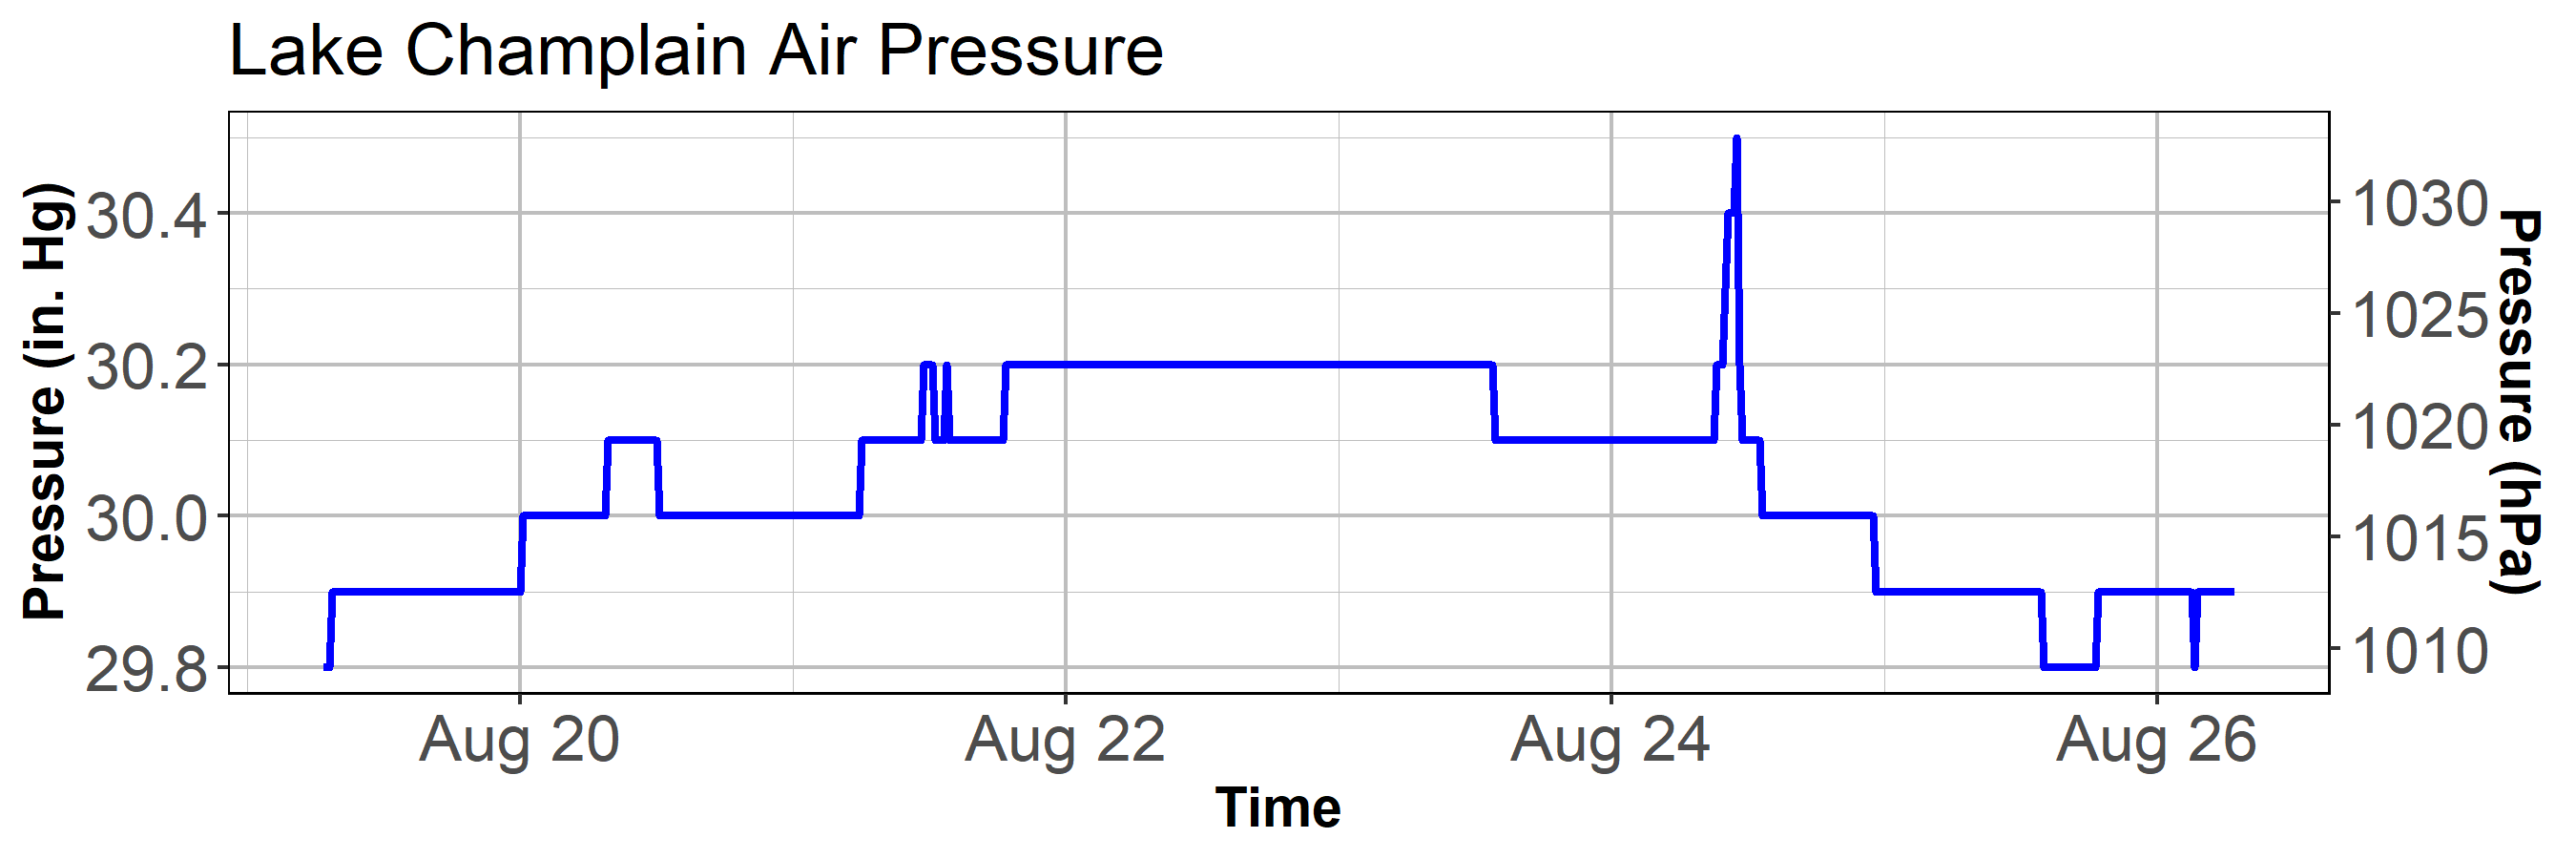 Lake Champlain Air Pressure
Pressure (in. Hg)
30.4
30.2
30.0
29.8
1030
1025
1020
1015
1010
Pressure (hPa)
Aug 20 Aug 22 Aug 24 Aug 26
Time